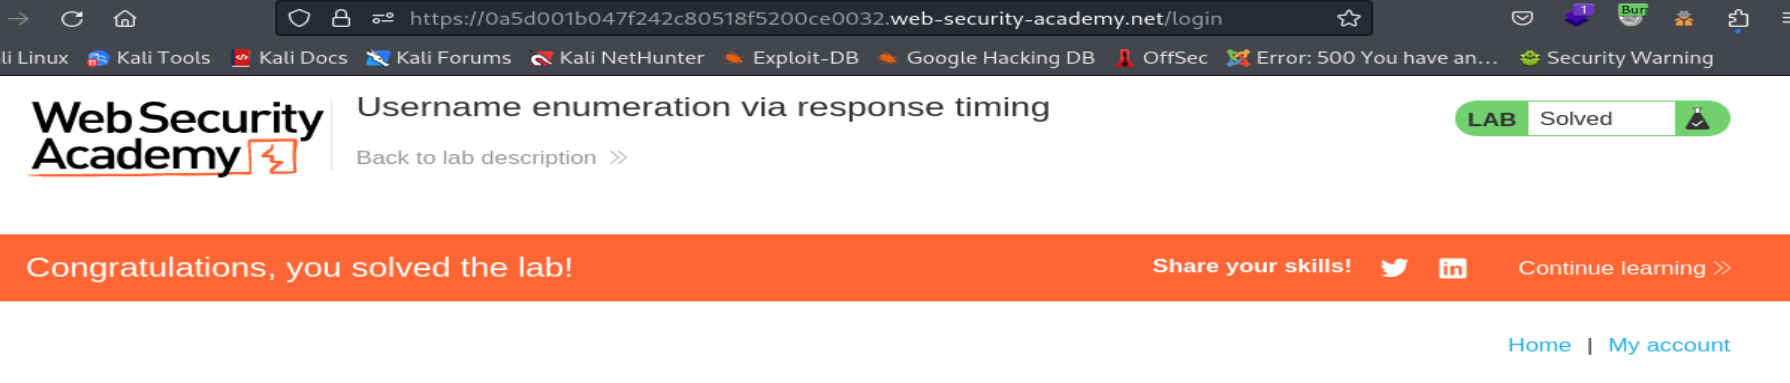 https://0a5d001b047f242c80518f5200ce0032.web-security-academy.net/login
1
Bur
li Linux Kali Tools Kali Docs Kali Forums Kali NetHunter Exploit-DB Google Hacking DB OffSec Error: 500 You have an... Security Warning
Web Security
Academy
Username enumeration via response timing
Back to lab description
LAB Solved
Congratulations, you solved the lab!
Share your skills! in Continue learning
Home | My account